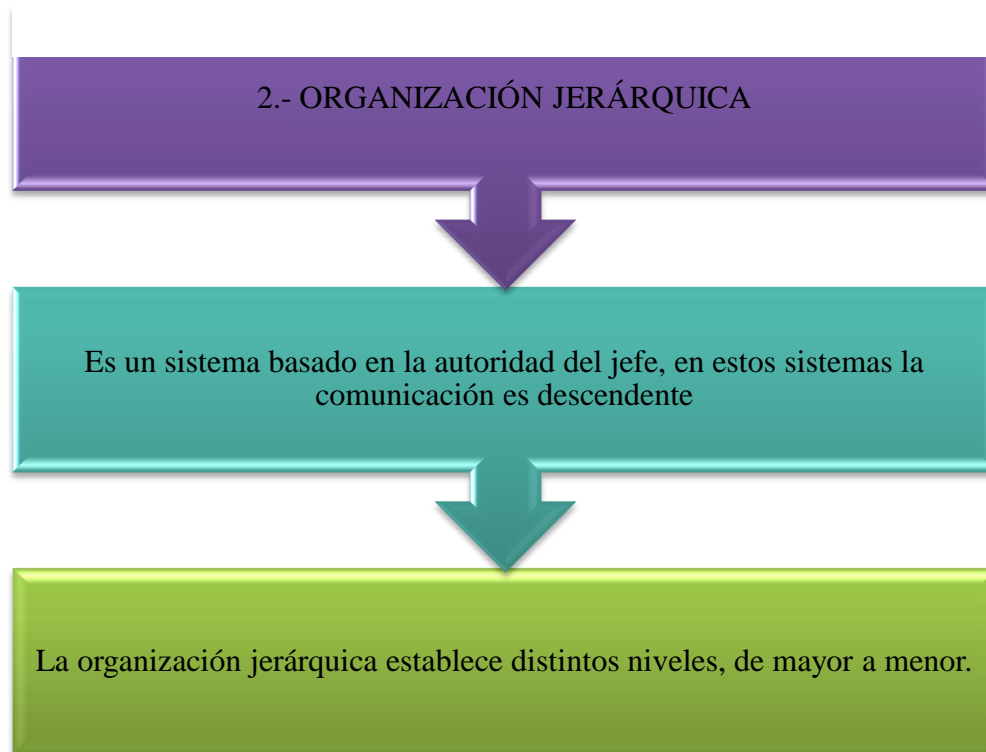 2.- ORGANIZACIÓN JERÁRQUICA
Es un sistema basado en la autoridad del jefe, en estos sistemas la
comunicación es descendente
La organización jerárquica establece distintos niveles, de mayor a menor.